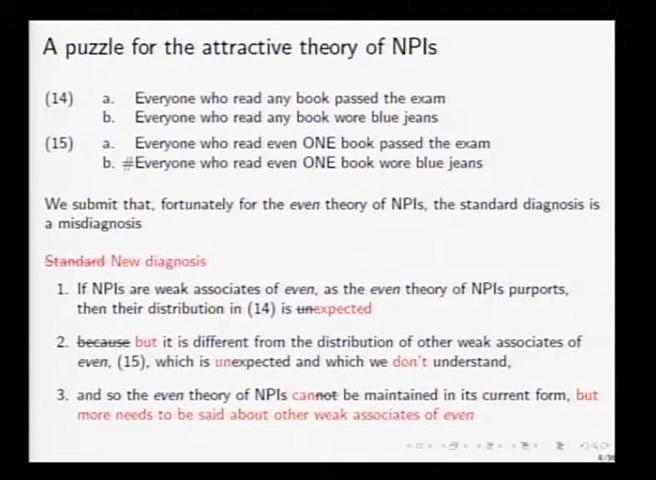 A puzzle for the attractive theory of NPIs
(14) a. Everyone who read any book passed the exam
b. Everyone who read any book wore blue jeans
(15) a. Everyone who read even ONE book passed the exam
b. #Everyone who read even ONE book wore blue jeans
We submit that, fortunately for the even theory of NPIs, the standard diagnosis is
a misdiagnosis
Standard New diagnosis
1. If NPIs are weak associates of even, as the even theory of NPIs purports,
then their distribution in (14) is unexpected
2. because but it is different from the distribution of other weak associates of
even, (15), which is unexpected and which we don't understand,
3. and so the even theory of NPIs cannot be maintained in its current form, but
more needs to be said about other weak associates of even